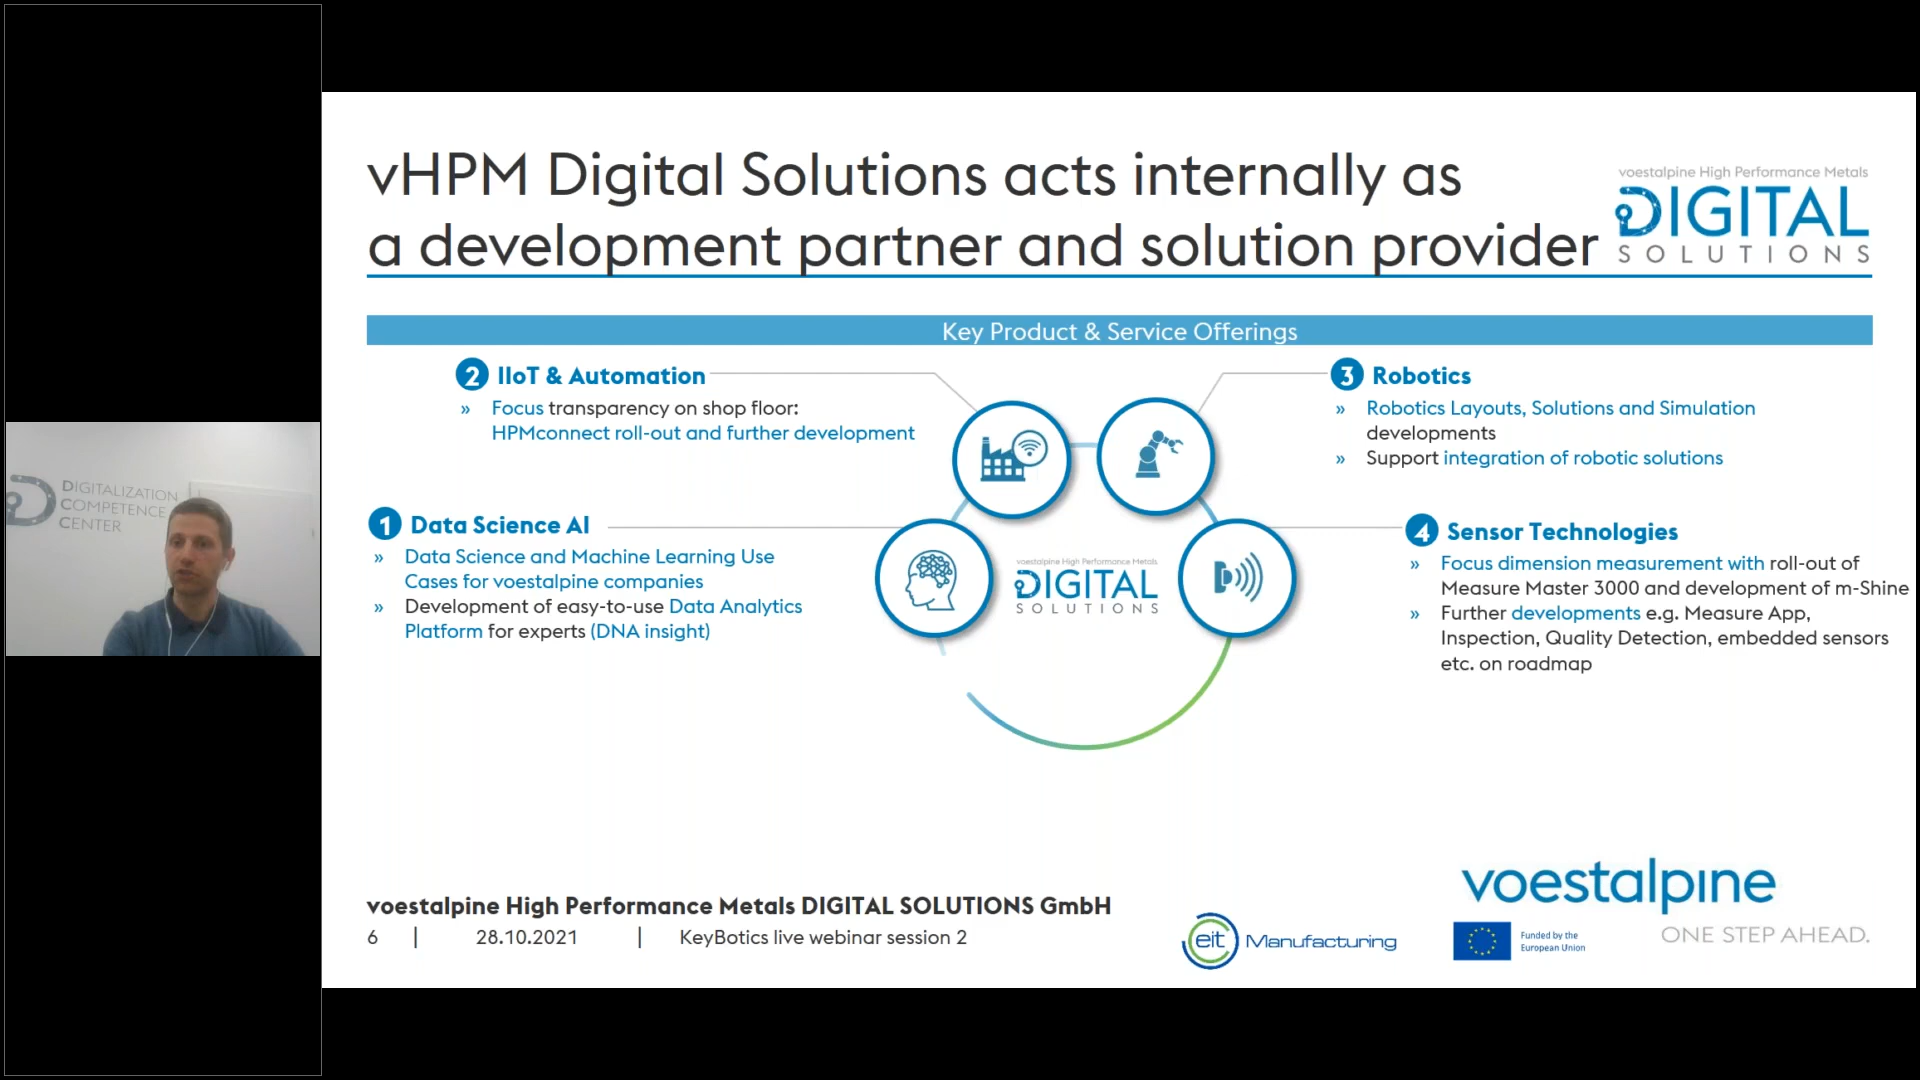 DIGITALIZATION
COMPETENCE
CENTER
vHPM Digital Solutions acts internally as
a development partner and solution provider
voestalpine High Performance Metals
DIGITAL
SOLUTIONS
Key Product & Service Offerings
2 IIoT & Automation
» Focus transparency on shop floor:
HPMconnect roll-out and further development
1 Data Science AI
» Data Science and Machine Learning Use
Cases for voestalpine companies
» Development of easy-to-use Data Analytics
Platform for experts (DNA insight)
voestalpine High Performance Metals
DIGITAL
SOLUTIONS
3 Robotics
» Robotics Layouts, Solutions and Simulation
developments
» Support integration of robotic solutions
4 Sensor Technologies
» Focus dimension measurement with roll-out of
Measure Master 3000 and development of m-Shine
» Further developments e.g. Measure App,
Inspection, Quality Detection, embedded sensors
etc. on roadmap
voestalpine High Performance Metals DIGITAL SOLUTIONS GmbH
6 | 28.10.2021 | KeyBotics live webinar session 2
eit Manufacturing
voestalpine
Funded by the
European Union
ONE STEP AHEAD.